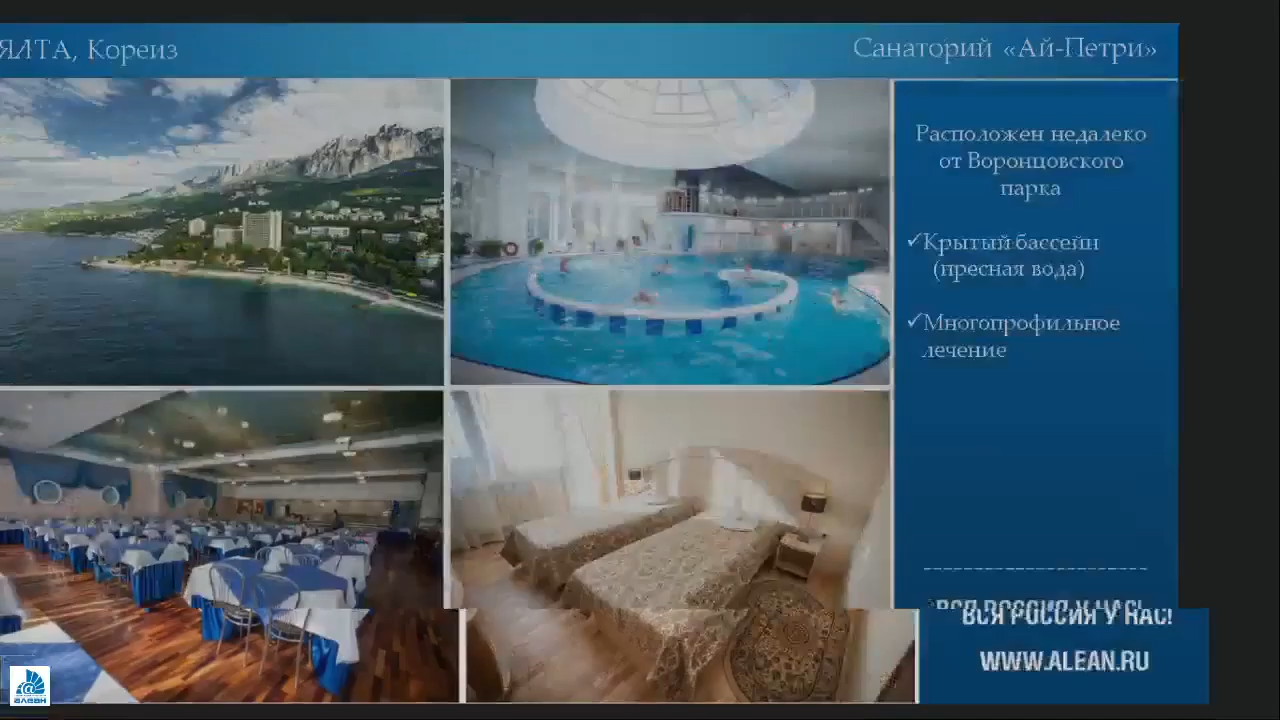 ЯЛТА, Кореиз
Санаторий «Ай-Петри»
Расположен недалеко
от Воронцовского
парка
✓Крытый бассейн
(пресная вода)
✓Многопрофильное
лечение
ВСЯ РОССИЯ У НАС!
WWW.ALEAN.RU
АЛЕАН